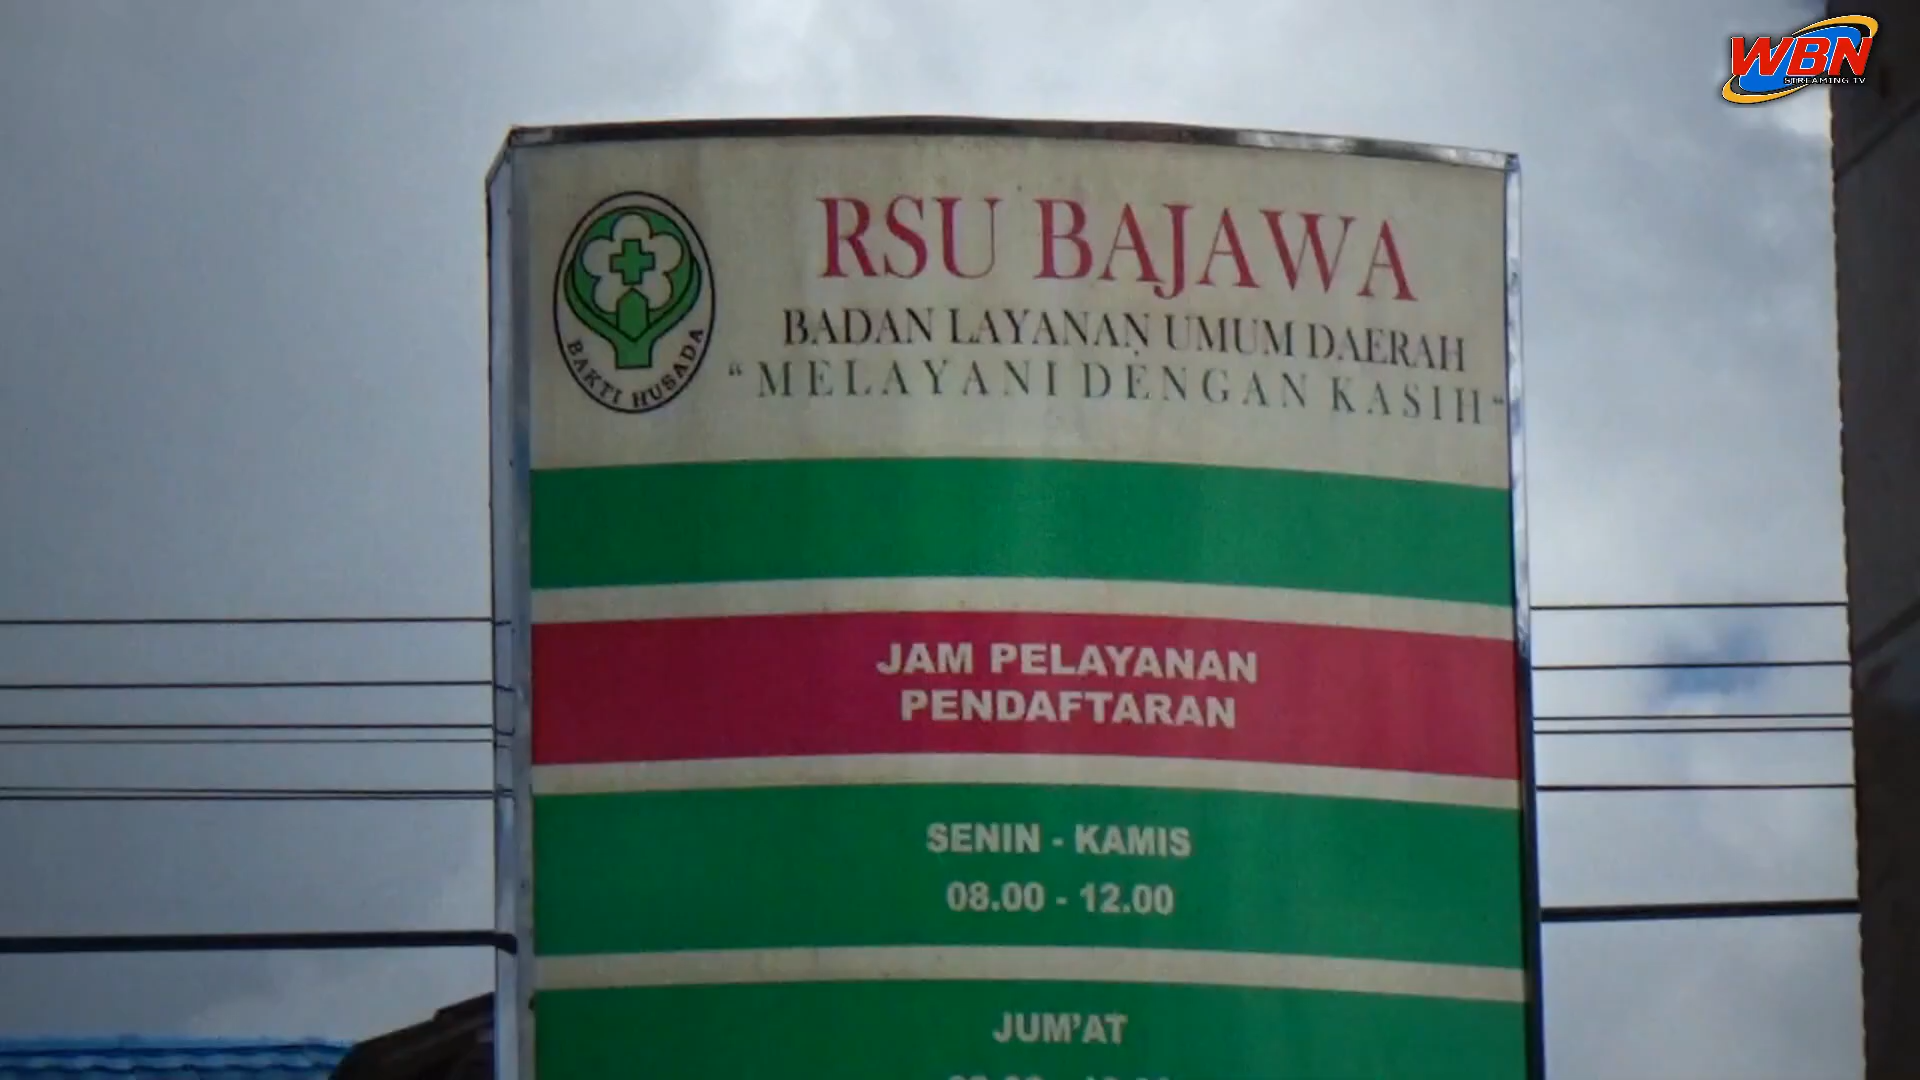 WBN
STREAMING TV
RSU BAJAWA
BADAN LAYANAN UMUM DAERAH
“MELAYANI DENGAN KASIH“
BAKTI HUSADA
JAM PELAYANAN
PENDAFTARAN
SENIN - KAMIS
08.00 - 12.00
JUM’AT